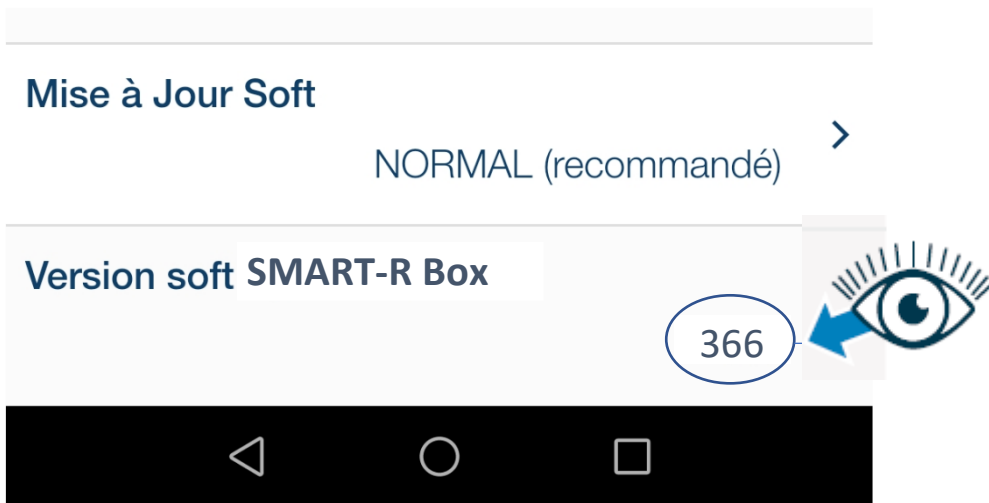 Mise à Jour Soft
NORMAL (recommandé)
Version soft SMART-R Box
366